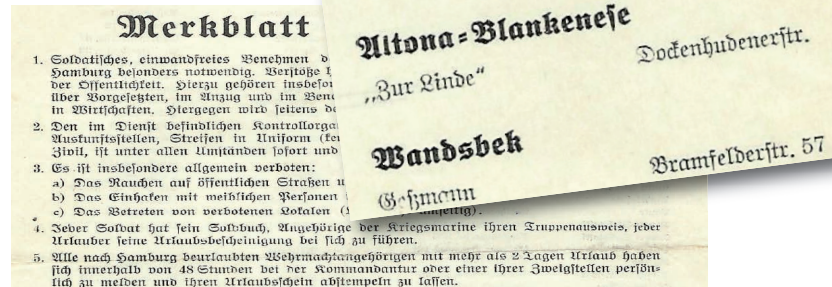 Merkblatt
1. Soldatisches, einwandfreies Benehmen d
Hamburg besonders notwendig. Verstöße
der Öffentlichkeit. Hierzu gehören insbeson
über Vorgesetzten, im Anzug und im Bene
in Wirtschaften. Hiergegen wird seitens de
2. Den im Dienst befindlichen Kontrollorga
Auskunftsstellen, Streifen in Uniform
Zivil, ist unter allen Umständen sofort und
3. Es ist insbesondere allgemein verboten:
a) Das Rauchen auf öffentlichen Straßen u
b) Das Einhaken mit weiblichen Personen
c) Das Betreten von verbotenen Lokalen
4. Jeder Soldat hat sein Soldbuch, Angehörige der Kriegsmarine ihren Truppenausweis, jeder
Urlauber seine Urlaubsbescheinigung bei sich zu führen.
5. Alle nach Hamburg beurlaubten Wehrmachtangehörigen mit mehr als 2 Tagen Urlaub haben
sich innerhalb von 48 Stunden bei der Kommandantur oder einer ihrer Zweigstellen persön-
lich zu melden und ihren Urlaubsschein abstempeln zu lassen.
Altona-Blankenese
„Zur Linde“ Dockenhudenerstr.
Wandsbek
Geßmann Bramfelderstr. 57